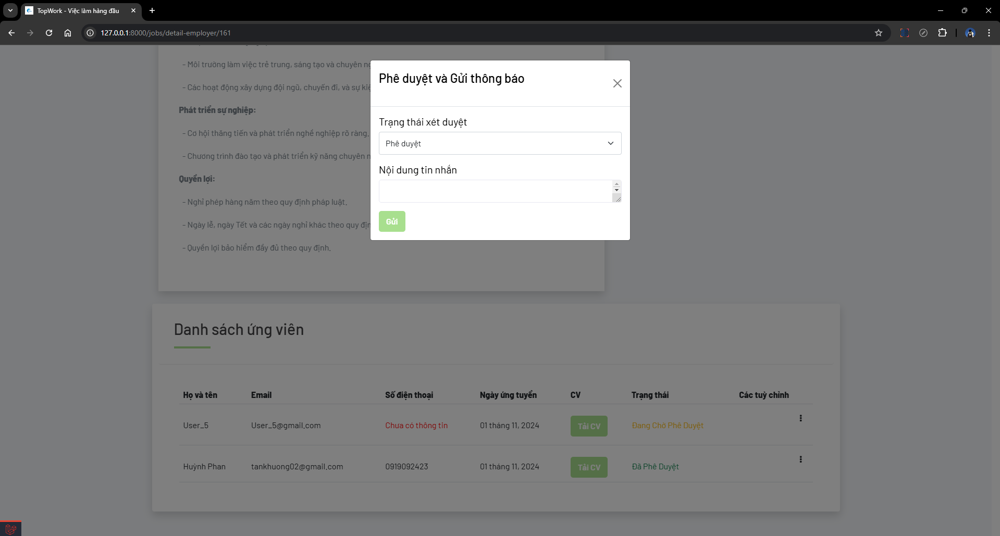 TopWork - Việc làm hàng đầu
127.0.0.1:8000/jobs/detail-employer/161
- Môi trường làm việc trẻ trung, sáng tạo và chuyên
- Các hoạt động xây dựng đội ngũ, chuyến đi, và sự
Phát triển sự nghiệp:
- Cơ hội thăng tiến và phát triển nghề nghiệp rõ ràng.
- Chương trình đào tạo và phát triển kỹ năng chuyên
Quyền lợi:
- Nghỉ phép hàng năm theo quy định pháp luật.
- Ngày lễ, ngày Tết và các ngày nghỉ khác theo quy
- Quyền lợi bảo hiểm đầy đủ theo quy định.
Phê duyệt và Gửi thông báo
Trạng thái xét duyệt
Phê duyệt
Nội dung tin nhắn
Gửi
Danh sách ứng viên
Họ và tên Email Số điện thoại Ngày ứng tuyển CV Trạng thái Các tuỳ chỉnh
User_5 User_5@gmail.com Chưa có thông tin 01 tháng 11, 2024 Tải CV Đang Chờ Phê Duyệt
Huỳnh Phan tankhuong02@gmail.com 0919092423 01 tháng 11, 2024 Tải CV Đã Phê Duyệt